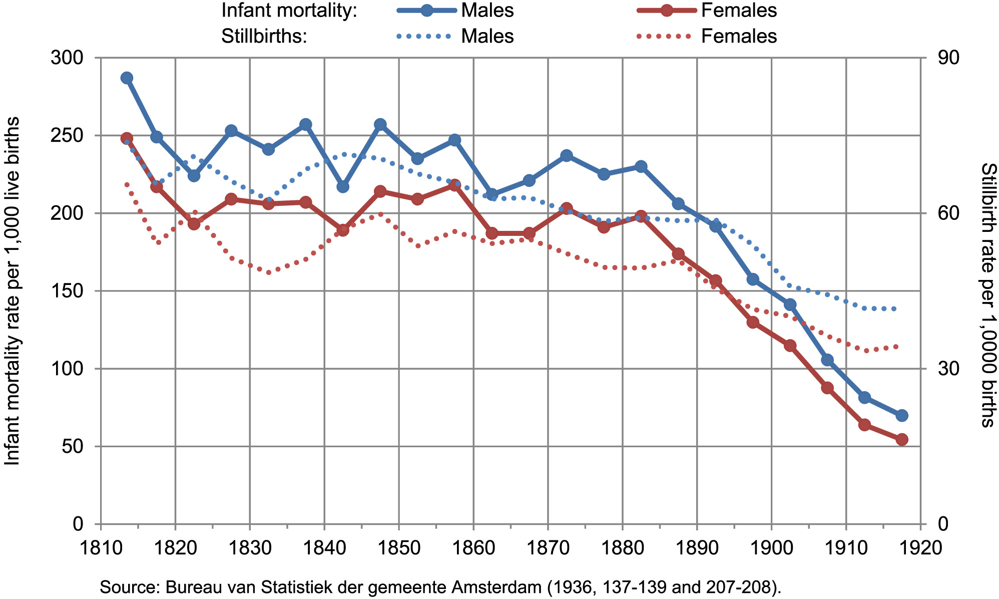 Infant mortality: Males Females
Stillbirths: Males Females
300 90
250
200 60
150
100 30
50
0 0
Infant mortality rate per 1,000 live births
Stillbirth rate per 1,0000 births
1810 1820 1830 1840 1850 1860 1870 1880 1890 1900 1910 1920
Source: Bureau van Statistiek der gemeente Amsterdam (1936, 137-139 and 207-208).